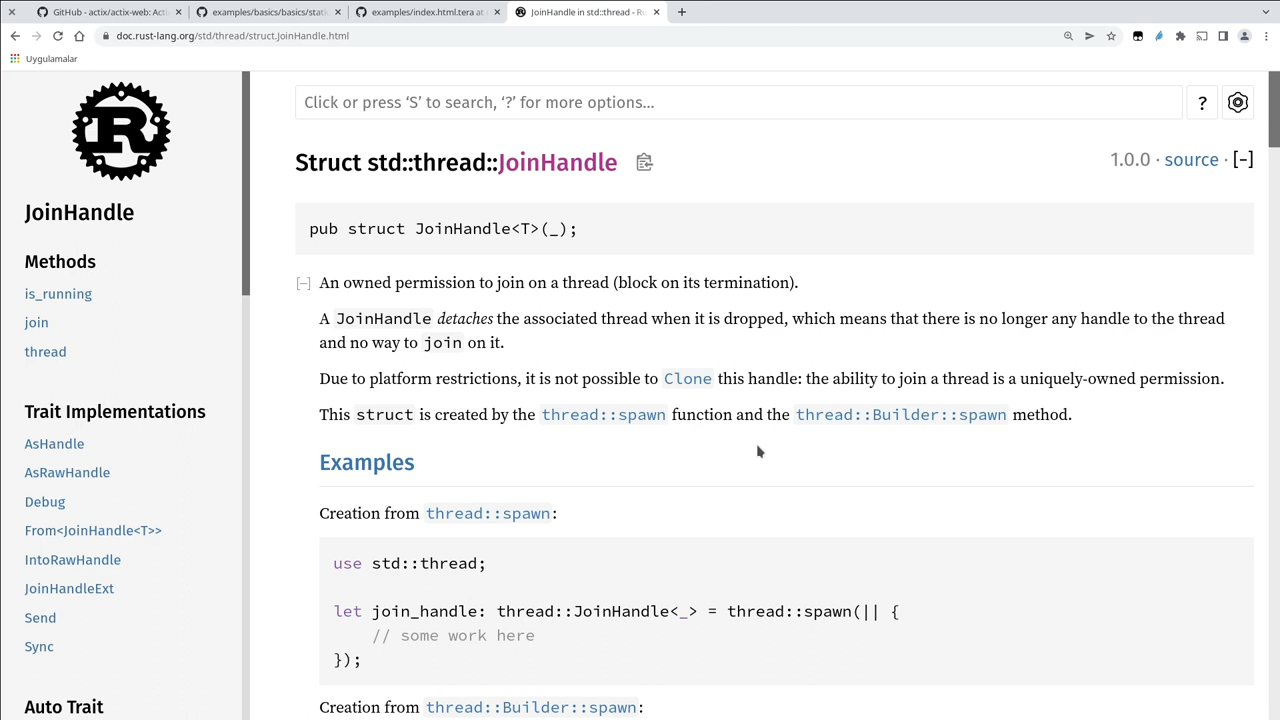 GitHub - actix/actix-web: Acti
examples/basics/basics/stati
examples/index.html.tera at
JoinHandle in std::thread - Ru
doc.rust-lang.org/std/thread/struct.JoinHandle.html
Uygulamalar
Click or press ‘S’ to search, ‘?’ for more options…
?
JoinHandle
Methods
is_running
join
thread
Trait Implementations
AsHandle
AsRawHandle
Debug
From<JoinHandle<T>>
IntoRawHandle
JoinHandleExt
Send
Sync
Auto Trait
Struct std::thread::JoinHandle
1.0.0 · source · [-]
pub struct JoinHandle<T>(_);
[-] An owned permission to join on a thread (block on its termination).
A JoinHandle detaches the associated thread when it is dropped, which means that there is no longer any handle to the thread
and no way to join on it.
Due to platform restrictions, it is not possible to Clone this handle: the ability to join a thread is a uniquely-owned permission.
This struct is created by the thread::spawn function and the thread::Builder::spawn method.
Examples
Creation from thread::spawn:
use std::thread;
let join_handle: thread::JoinHandle<_> = thread::spawn(|| {
// some work here
});
Creation from thread::Builder::spawn: